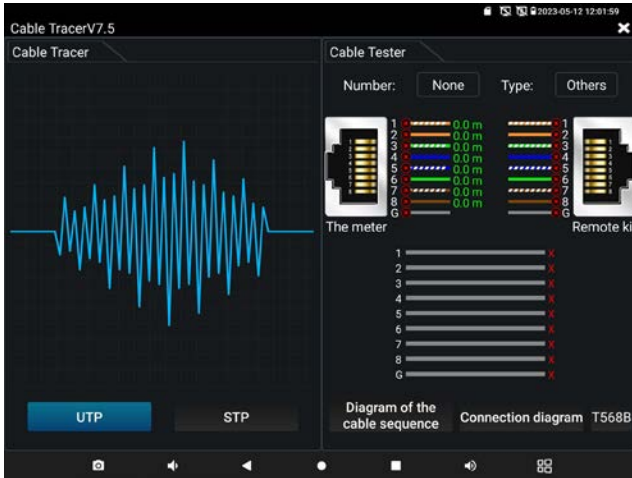 2023-05-12 12:01:59
Cable TracerV7.5
Cable Tracer
UTP
STP
Cable Tester
Number: None Type: Others
1 0.0 m 1
2 0.0 m 2
3 0.0 m 3
4 0.0 m 4
5 0.0 m 5
6 0.0 m 6
7 0.0 m 7
8 0.0 m 8
G G
The meter
Remote ki
1 X
2 X
3 X
4 X
5 X
6 X
7 X
8 X
G X
Diagram of the
cable sequence
Connection diagram
T568B